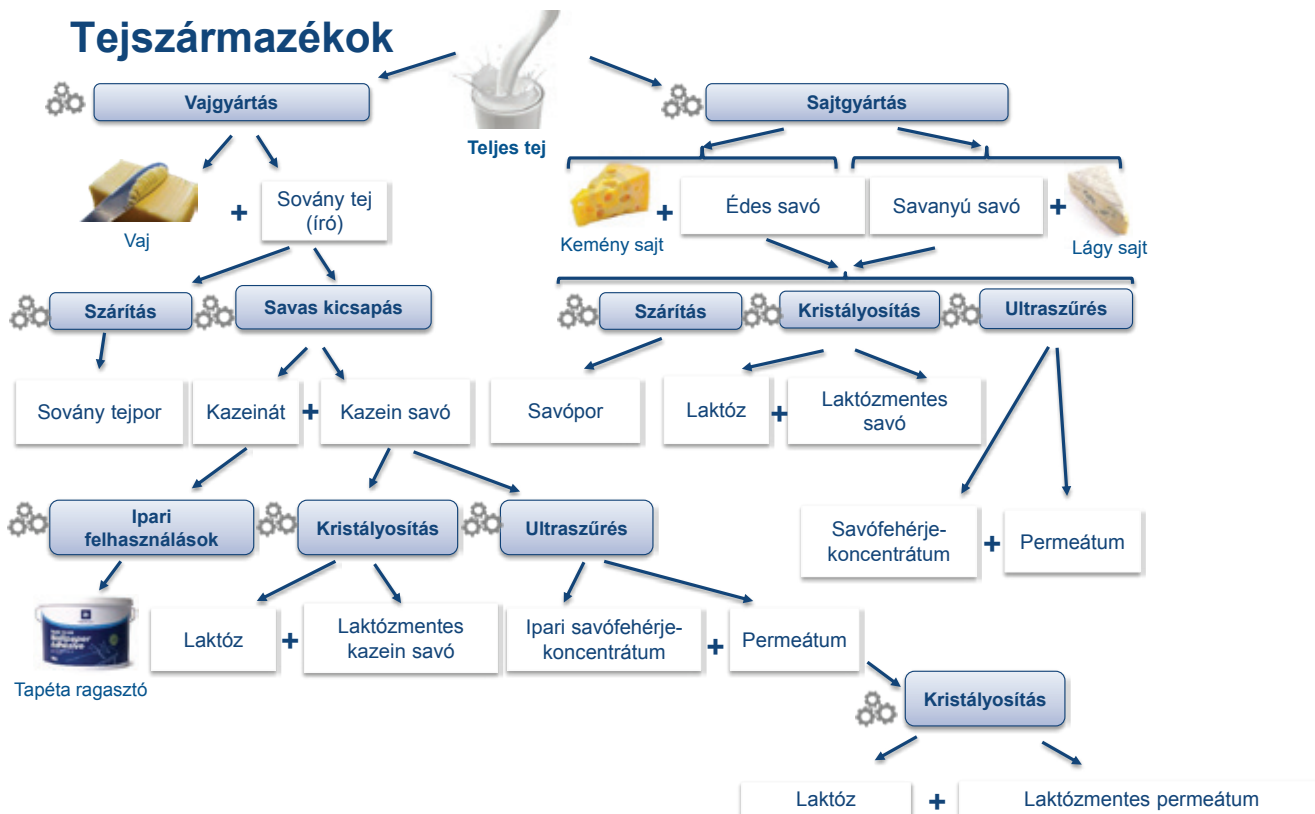 Tejszármazékok
Vajgyártás
Sajtgyártás
Teljes tej
Sovány tej
(író)
+
Vaj
Édes savó
Savanyú savó
+
+
Kemény sajt
Lágy sajt
Szárítás
Savas kicsapás
Szárítás
Kristályosítás
Ultraszűrés
Sovány tejpor
Kazeinát
+
Kazein savó
Savópor
Laktóz
+
Laktózmentes
savó
Ipari
felhasználások
Kristályosítás
Ultraszűrés
Savófehérje-
koncentrátum
+
Permeátum
Wallpaper
Adhesive
Laktóz
+
Laktózmentes
kazein savó
Ipari savófehérje-
koncentrátum
+
Permeátum
Tapéta ragasztó
Kristályosítás
Laktóz
+
Laktózmentes permeátum